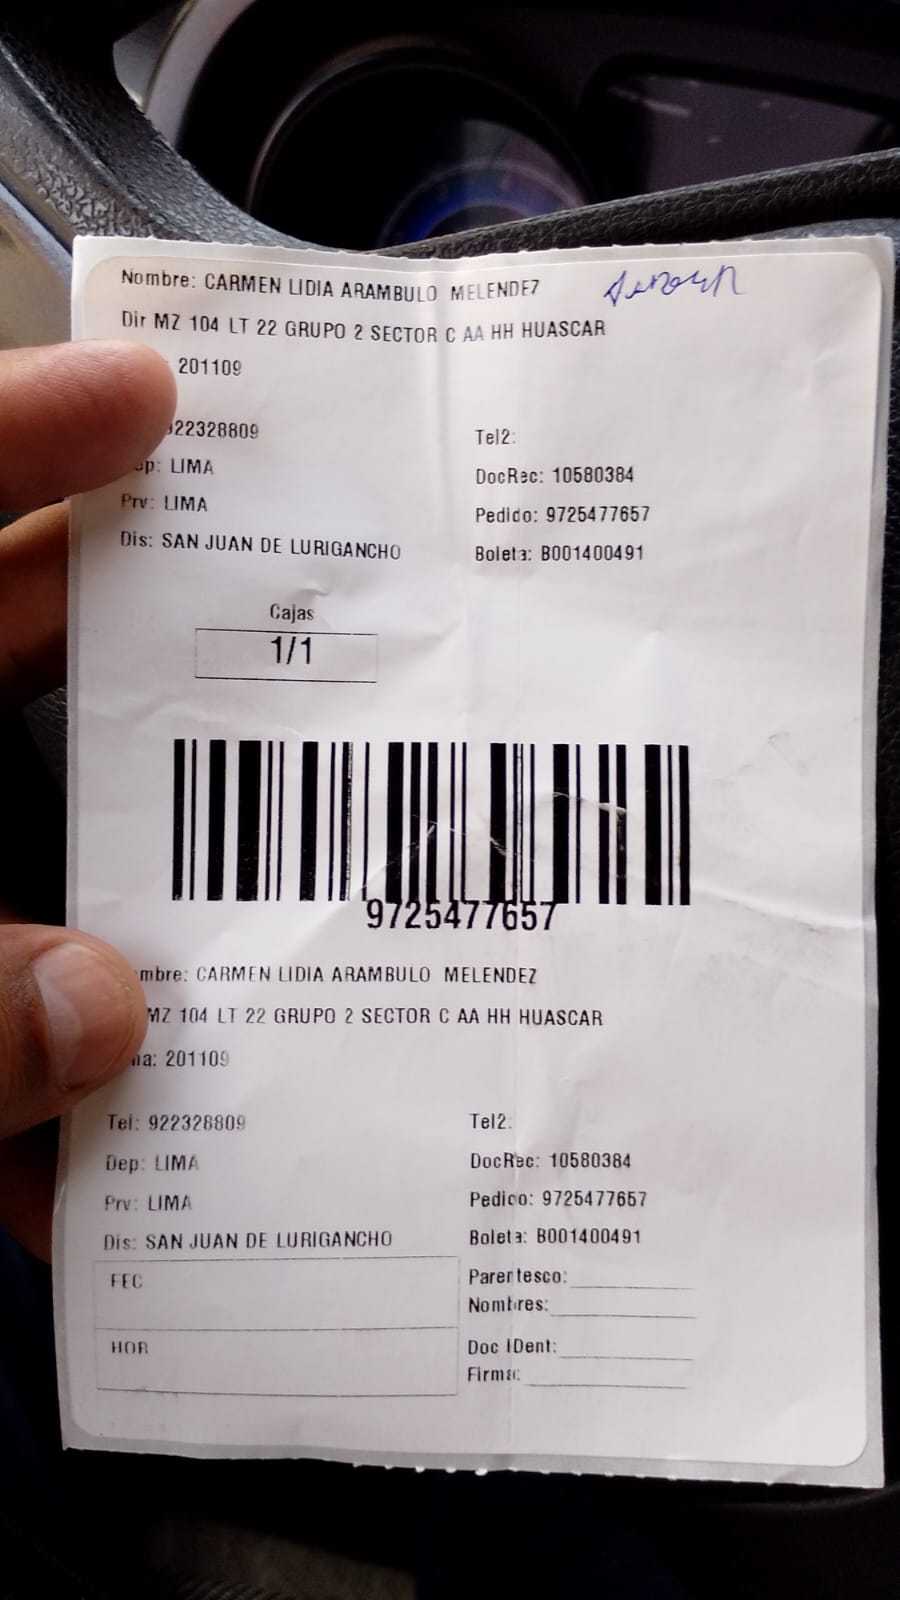 Nombre: CARMEN LIDIA ARAMBULO MELENDEZ
Dir MZ 104 LT 22 GRUPO 2 SECTOR C AA HH HUASCAR
201109
922328809
Tel2:
Dep: LIMA
DocRec: 10580384
Prv: LIMA
Pedido: 9725477657
Dis: SAN JUAN DE LURIGANCHO
Boleta: B001400491
Cajas
1/1
9725477657
mbre: CARMEN LIDIA ARAMBULO MELENDEZ
MZ 104 LT 22 GRUPO 2 SECTOR C AA HH HUASCAR
na: 201109
Tel: 922328809
Tel2:
Dep: LIMA
DocRec: 10580384
Prv: LIMA
Pedido: 9725477657
Dis: SAN JUAN DE LURIGANCHO
Boleta: B001400491
FEC
Parentesco:
Nombres:
HOR
Doc IDent:
Firma: